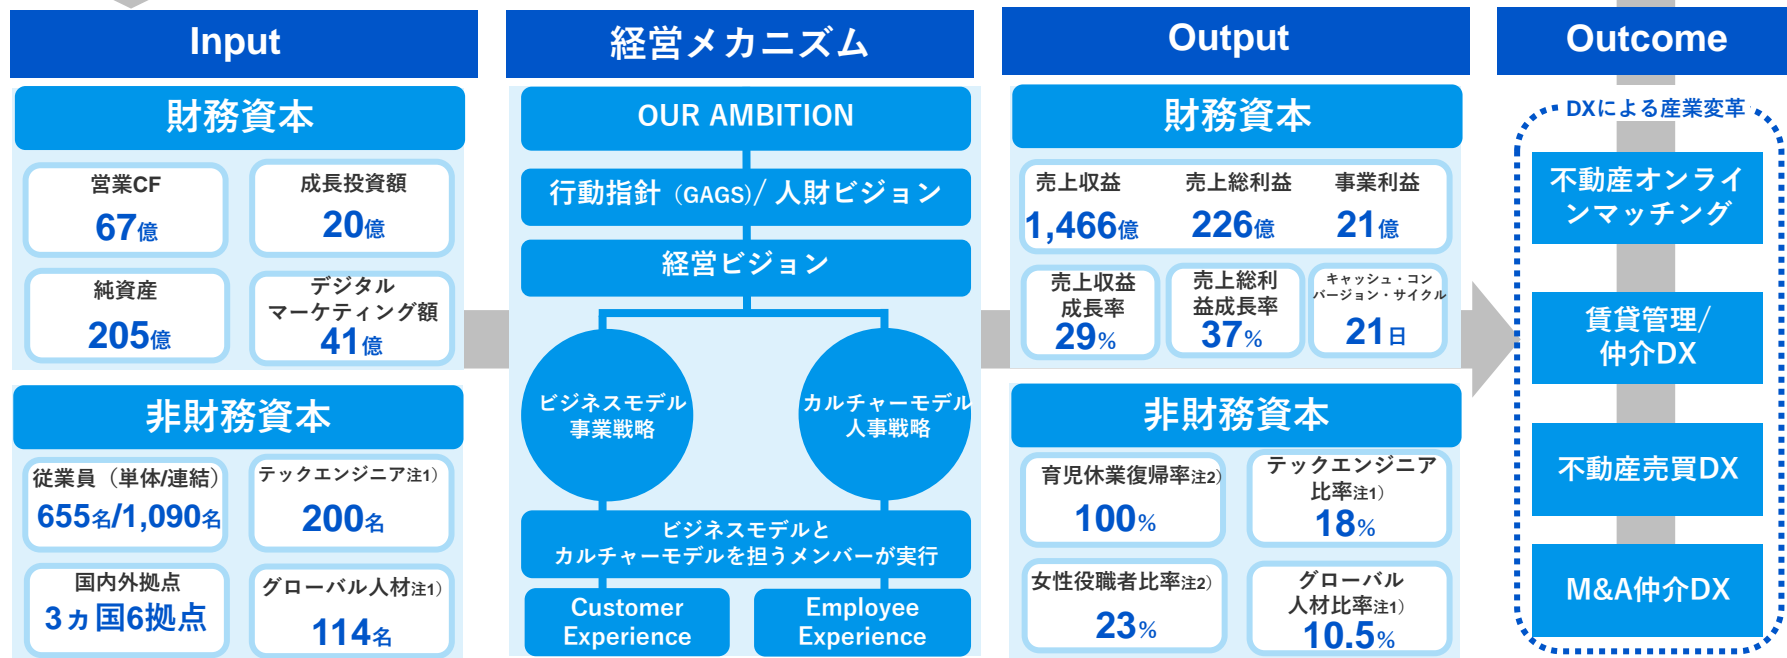 Input
財務資本
営業CF
67億
成長投資額
20億
純資産
205億
デジタル
マーケティング額
41億
非財務資本
従業員（単体/連結）
655名/1,090名
テックエンジニア注1）
200名
国内外拠点
3ヵ国6拠点
グローバル人材注1）
114名
経営メカニズム
OUR AMBITION
行動指針（GAGS)/ 人財ビジョン
経営ビジョン
ビジネスモデル
事業戦略
カルチャーモデル
人事戦略
ビジネスモデルと
カルチャーモデルを担うメンバーが実行
Customer
Experience
Employee
Experience
Output
財務資本
売上収益
1,466億
売上総利益
226億
事業利益
21億
売上収益
成長率
29%
売上総利
益成長率
37%
キャッシュ・コン
バージョン・サイクル
21日
非財務資本
育児休業復帰率注2）
100%
テックエンジニア
比率注1）
18%
女性役職者比率注2）
23%
グローバル
人材比率注1）
10.5%
Outcome
DXによる産業変革
不動産オンライ
ンマッチング
賃貸管理/
仲介DX
不動産売買DX
M&A仲介DX